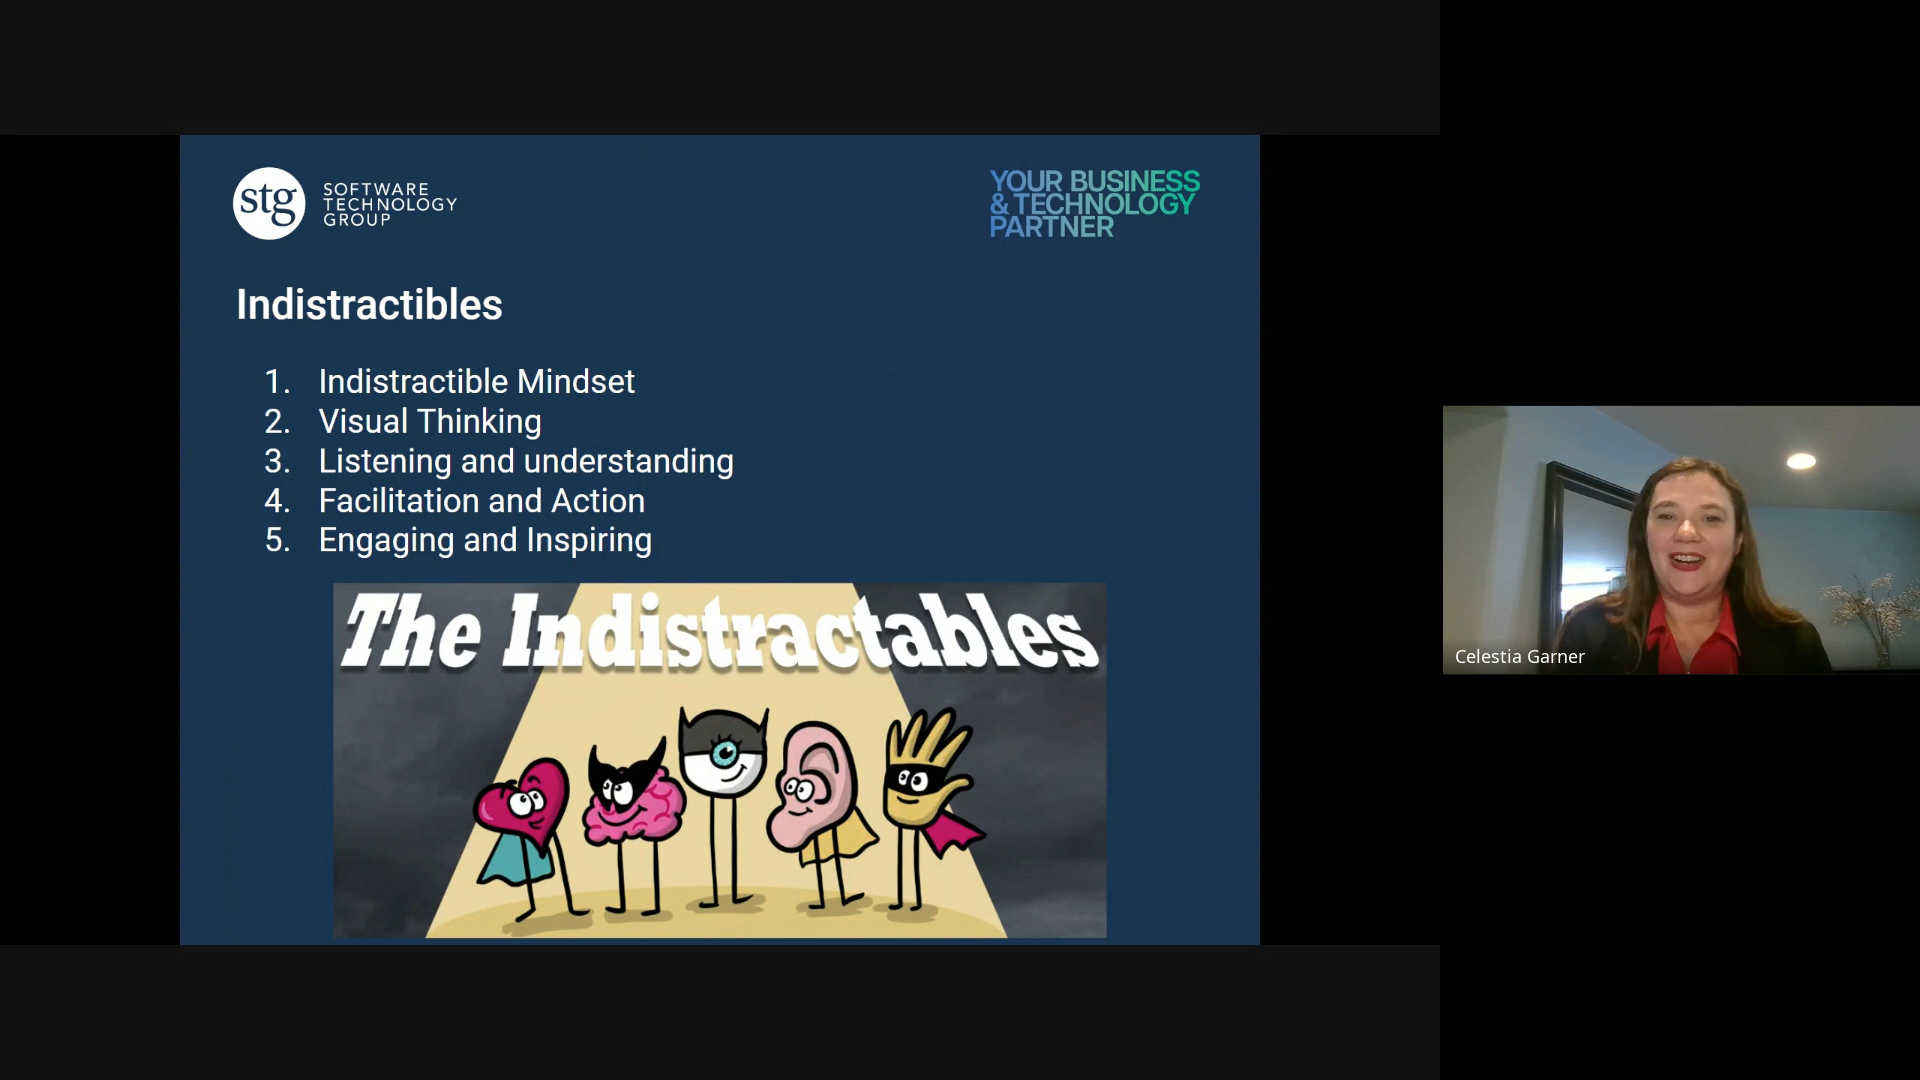 stg
SOFTWARE
TECHNOLOGY
GROUP
YOUR BUSINESS
& TECHNOLOGY
PARTNER
Indistractibles
1. Indistractible Mindset
2. Visual Thinking
3. Listening and understanding
4. Facilitation and Action
5. Engaging and Inspiring
The Indistractables
Celestia Garner